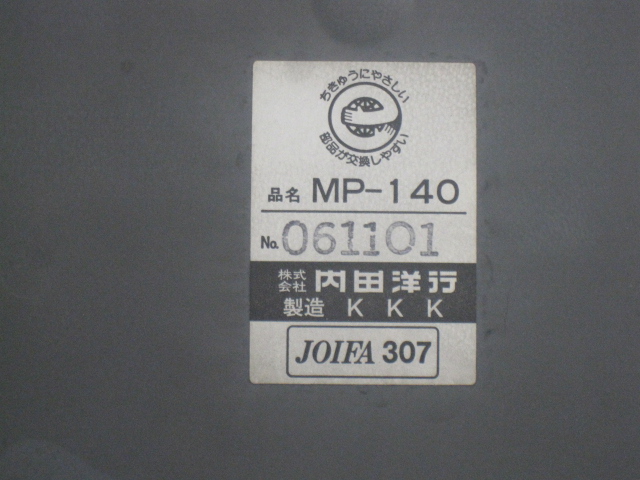 ちきゅうにやさしい
部品が交換しやすい
品名 MP-140
No. 061101
株式会社 内田洋行
製造 K K K
JOIFA 307